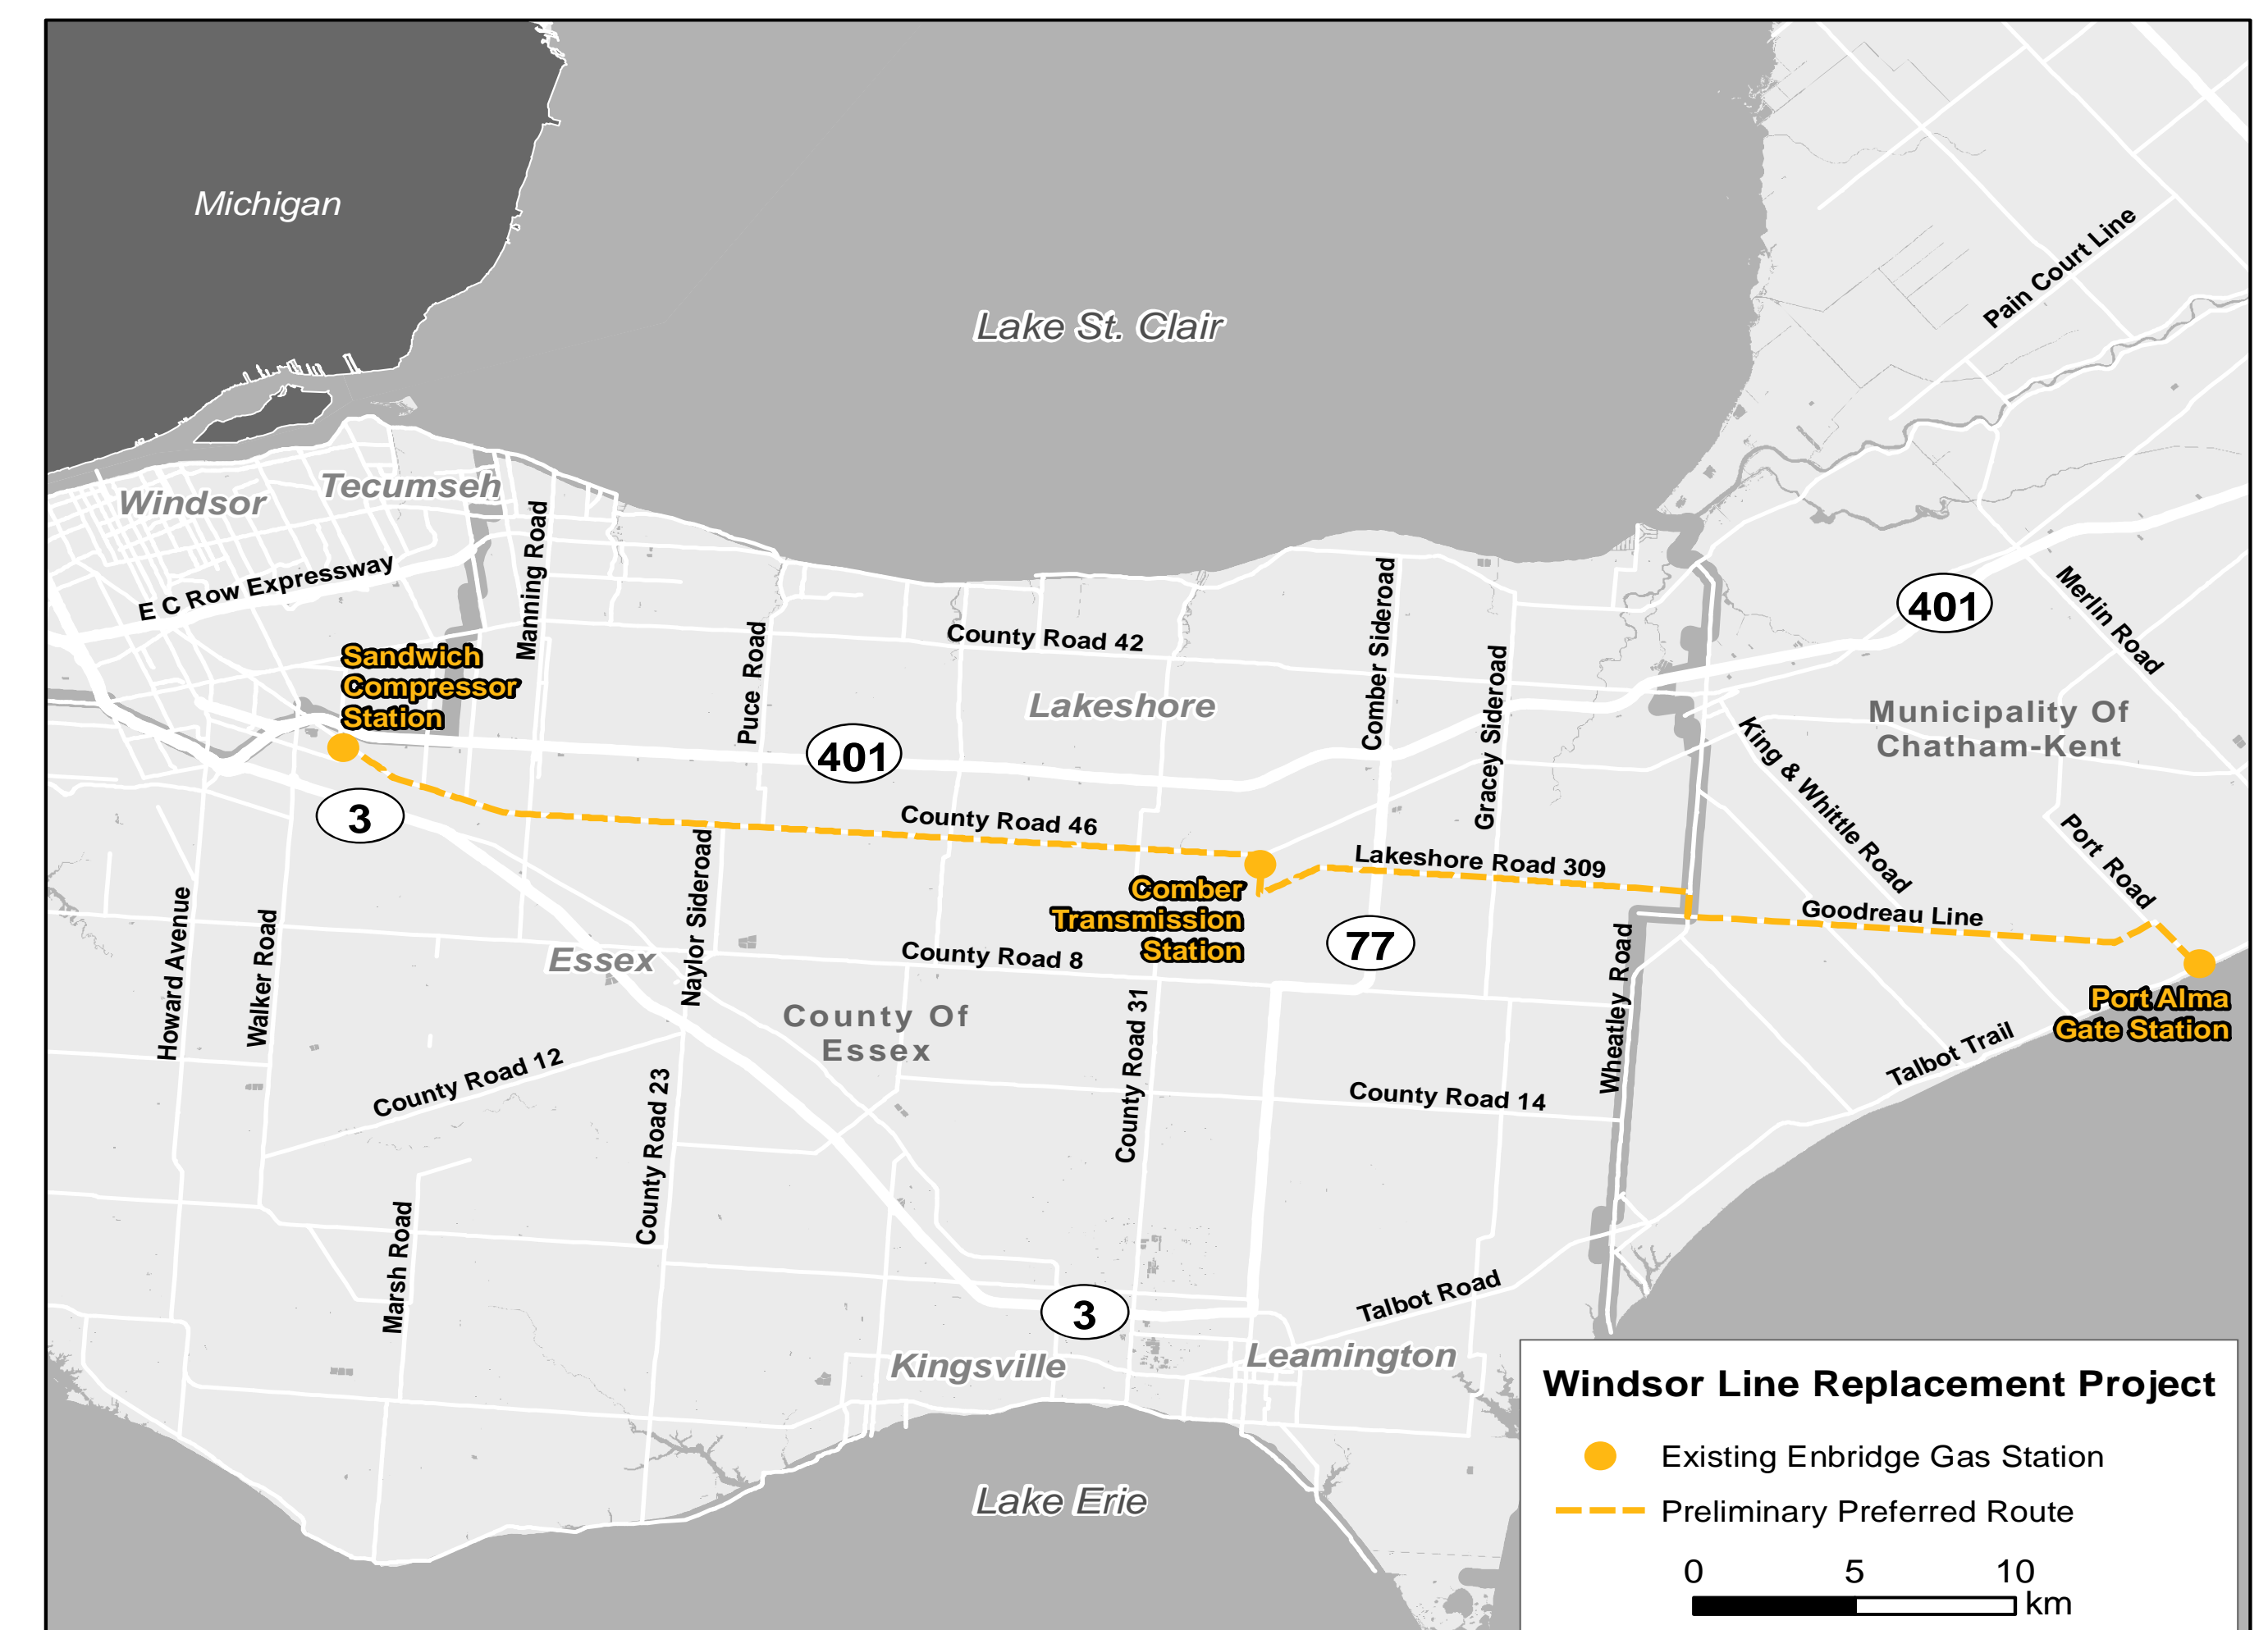 Michigan
Lake St. Clair
Pain Court Line
Windsor
Tecumseh
Manning Road
E C Row Expressway
Sandwich
Compressor
Station
Puce Road
County Road 42
Lakeshore
Comber Sideroad
Gracey Sideroad
401
Merlin Road
Municipality Of
Chatham-Kent
401
King & Whittle Road
3
County Road 46
Port Road
Lakeshore Road 309
Comber
Transmission
Station
Goodreau Line
Howard Avenue
Walker Road
Naylor Sideroad
Essex
County Road 8
77
Wheatley Road
Port Alma
Gate Station
County Of
Essex
County Road 31
Talbot Trail
County Road 12
County Road 23
County Road 14
Marsh Road
3
Talbot Road
Kingsville
Leamington
Lake Erie
Windsor Line Replacement Project
Existing Enbridge Gas Station
Preliminary Preferred Route
0 5 10
km